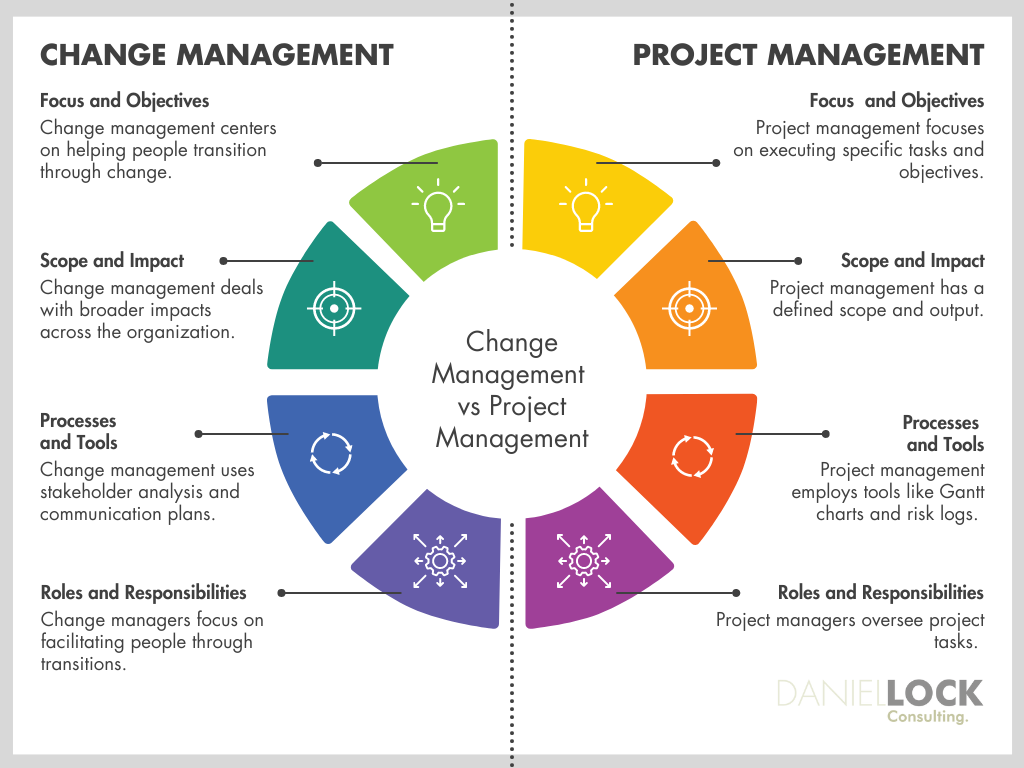 CHANGE MANAGEMENT
Focus and Objectives
Change management centers
on helping people transition
through change.
Scope and Impact
Change management deals
with broader impacts
across the organization.
Processes
and Tools
Change management uses
stakeholder analysis and
communication plans.
Roles and Responsibilities
Change managers focus on
facilitating people through
transitions.
Change
Management
vs Project
Management
PROJECT MANAGEMENT
Focus and Objectives
Project management focuses
on executing specific tasks and
objectives.
Scope and Impact
Project management has a
defined scope and output.
Processes
and Tools
Project management
employs tools like Gantt
charts and risk logs.
Roles and Responsibilities
Project managers oversee project
tasks.
DANIELLOCK
Consulting.